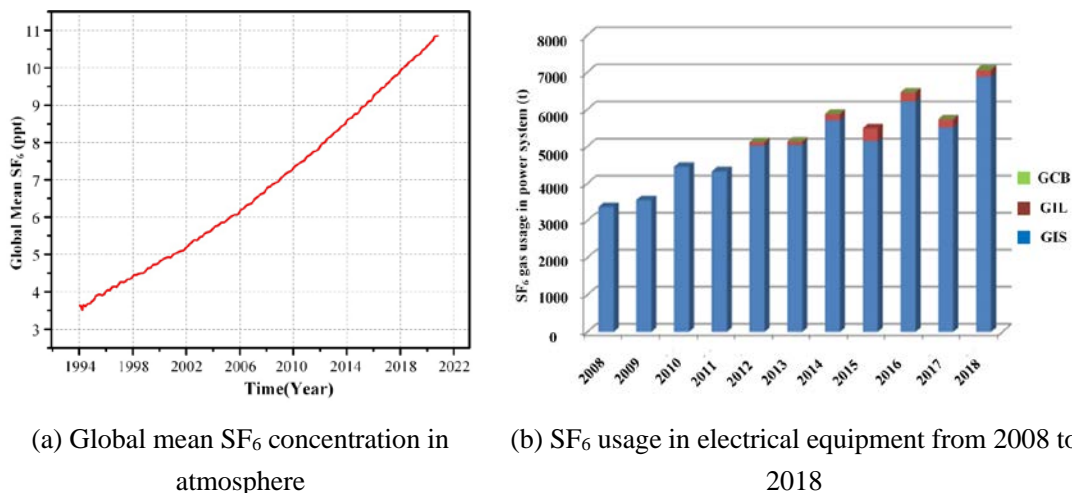 Global Mean SF6 (ppt)
11
10
9
8
7
6
5
4
3
1994 1998 2002 2006 2010 2014 2018 2022
Time(Year)
(a) Global mean SF6 concentration in
atmosphere
SF6 gas usage in power system (t)
8000
7000
6000
5000
4000
3000
2000
1000
0
2008 2009 2010 2011 2012 2013 2014 2015 2016 2017 2018
GCB
GIL
GIS
(b) SF6 usage in electrical equipment from 2008 to
2018